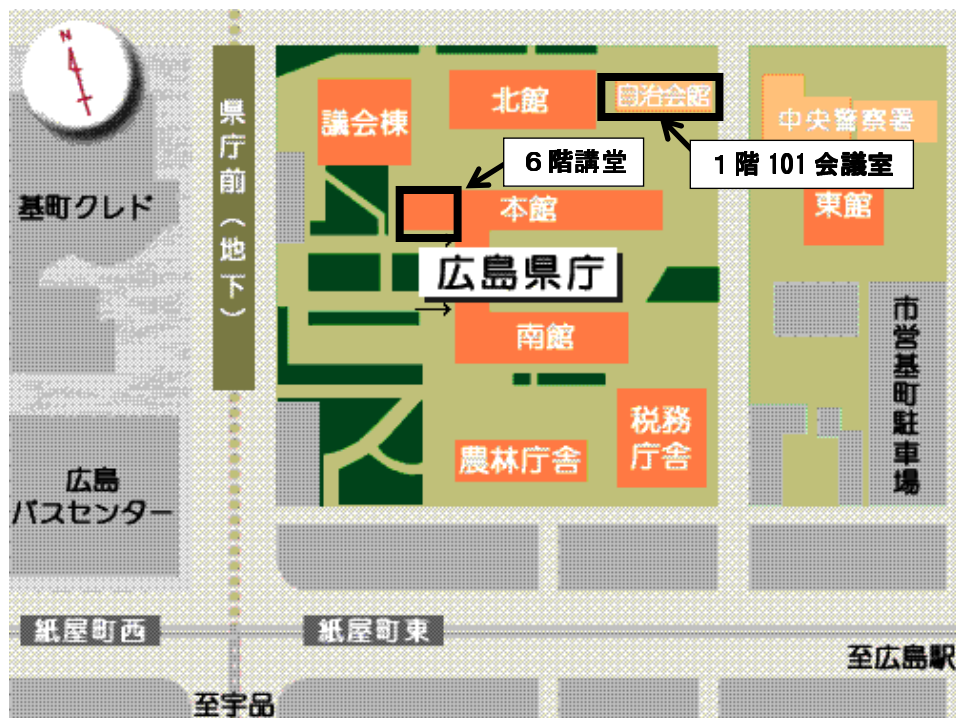 N
議会棟
北館
自治会館
中央警察署
県庁前(地下)
6階講堂
1階 101 会議室
基町クレド
本館
東館
広島県庁
南館
市営基町駐車場
税務
庁舎
農林庁舎
広島
バスセンター
紙屋町西
紙屋町東
至広島駅
至宇品